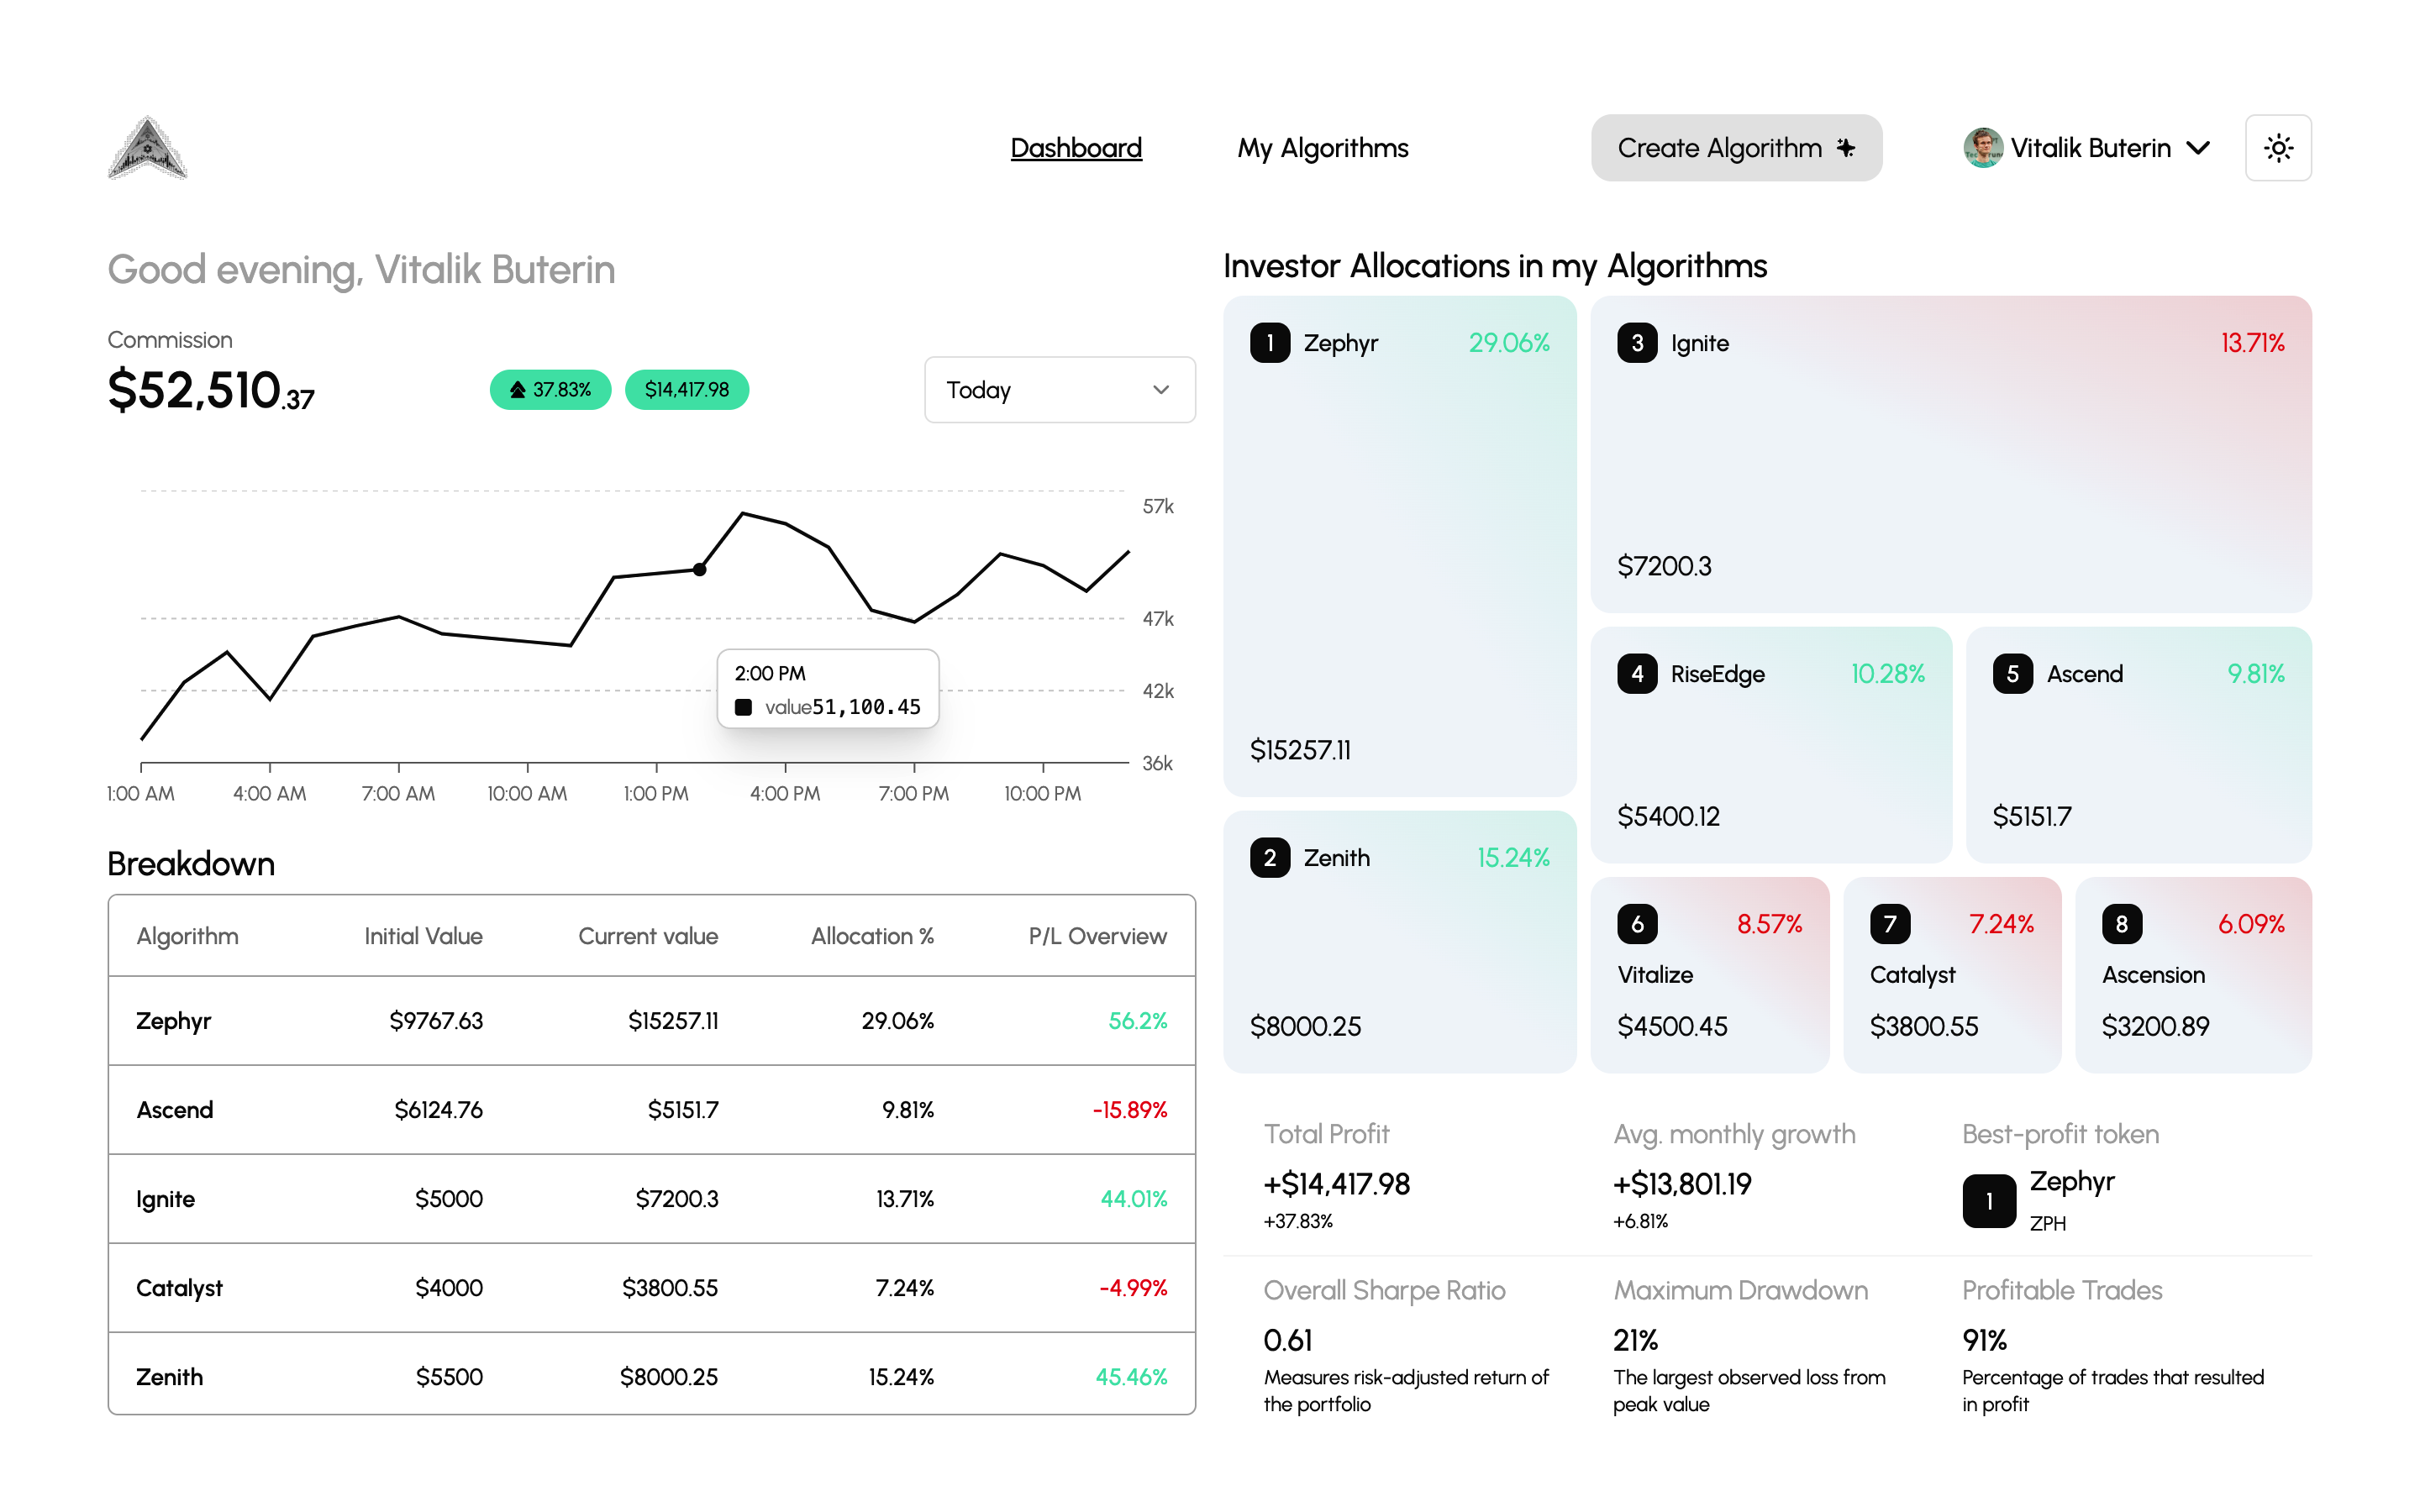 Dashboard
My Algorithms
Create Algorithm
Vitalik Buterin
Good evening, Vitalik Buterin
Commission
$52,510.37
37.83%
$14,417.98
Today
57k
47k
42k
36k
2:00 PM
value51,100.45
1:00 AM 4:00 AM 7:00 AM 10:00 AM 1:00 PM 4:00 PM 7:00 PM 10:00 PM
Breakdown
Algorithm Initial Value Current value Allocation % P/L Overview
Zephyr $9767.63 $15257.11 29.06% 56.2%
Ascend $6124.76 $5151.7 9.81% -15.89%
Ignite $5000 $7200.3 13.71% 44.01%
Catalyst $4000 $3800.55 7.24% -4.99%
Zenith $5500 $8000.25 15.24% 45.46%
Investor Allocations in my Algorithms
1 Zephyr 29.06%
$15257.11
2 Zenith 15.24%
$8000.25
3 Ignite 13.71%
$7200.3
4 RiseEdge 10.28%
$5400.12
5 Ascend 9.81%
$5151.7
6 8.57%
Vitalize
$4500.45
7 7.24%
Catalyst
$3800.55
8 6.09%
Ascension
$3200.89
Total Profit
+$14,417.98
+37.83%
Avg. monthly growth
+$13,801.19
+6.81%
Best-profit token
1
Zephyr
ZPH
Overall Sharpe Ratio
0.61
Measures risk-adjusted return of
the portfolio
Maximum Drawdown
21%
The largest observed loss from
peak value
Profitable Trades
91%
Percentage of trades that resulted
in profit